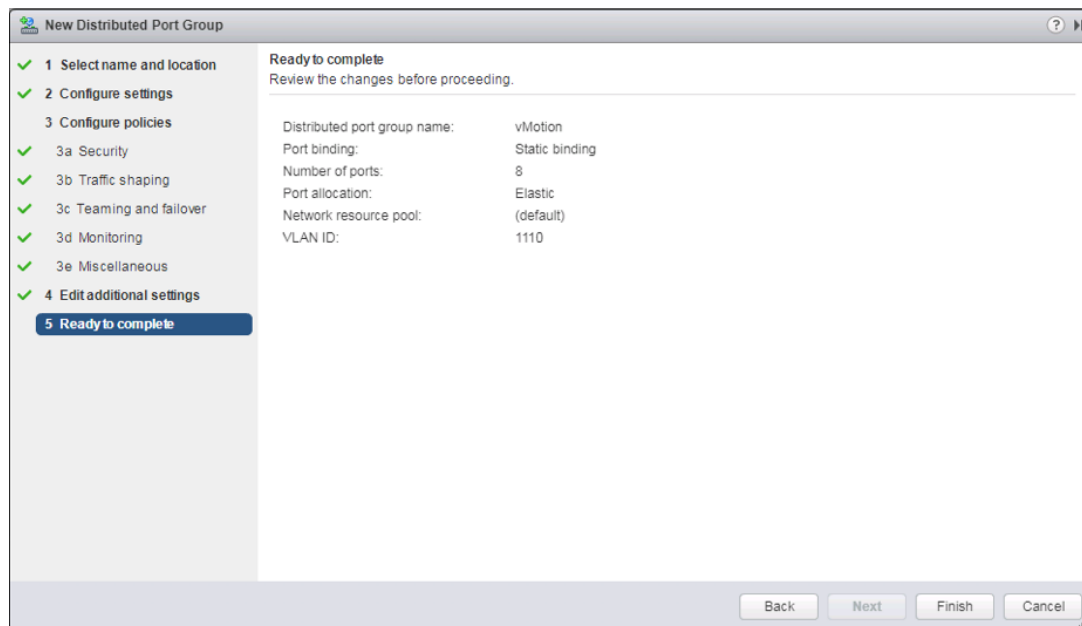 New Distributed Port Group
?
1 Select name and location
2 Configure settings
3 Configure policies
3a Security
3b Traffic shaping
3c Teaming and failover
3d Monitoring
3e Miscellaneous
4 Edit additional settings
5 Ready to complete
Ready to complete
Review the changes before proceeding.
Distributed port group name: vMotion
Port binding: Static binding
Number of ports: 8
Port allocation: Elastic
Network resource pool: (default)
VLAN ID: 1110
Back Next Finish Cancel